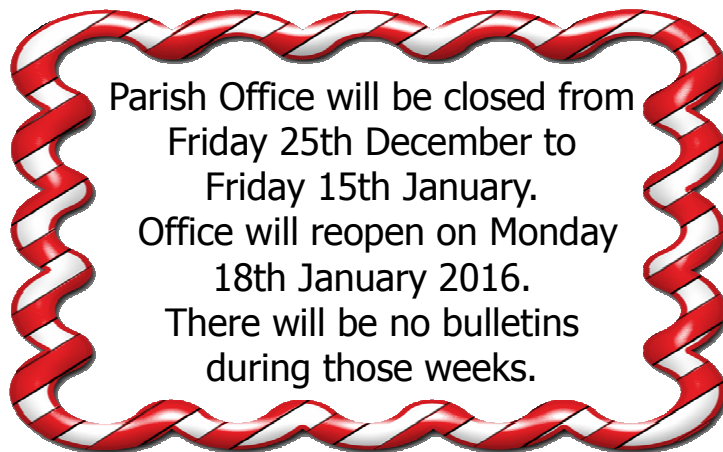 Parish Office will be closed from
Friday 25th December to
Friday 15th January.
Office will reopen on Monday
18th January 2016.
There will be no bulletins
during those weeks.